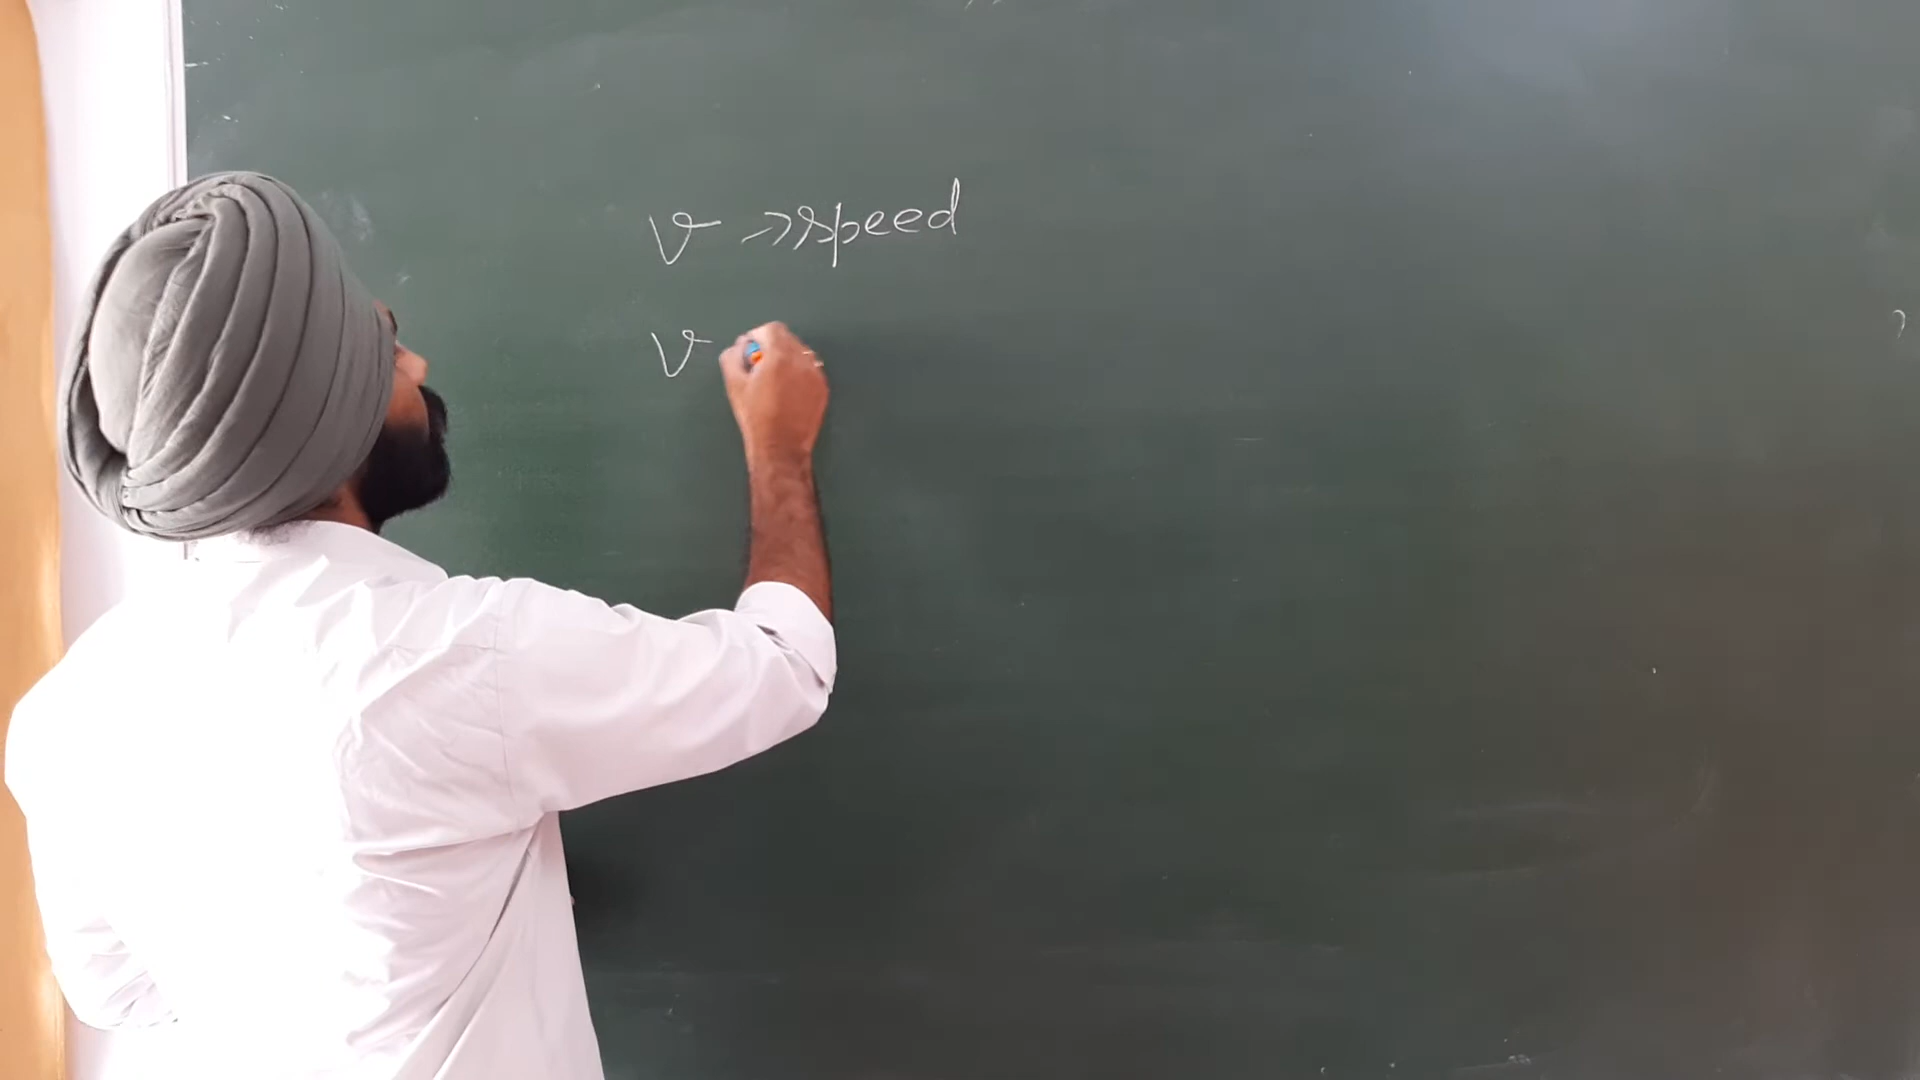 v → speed
v